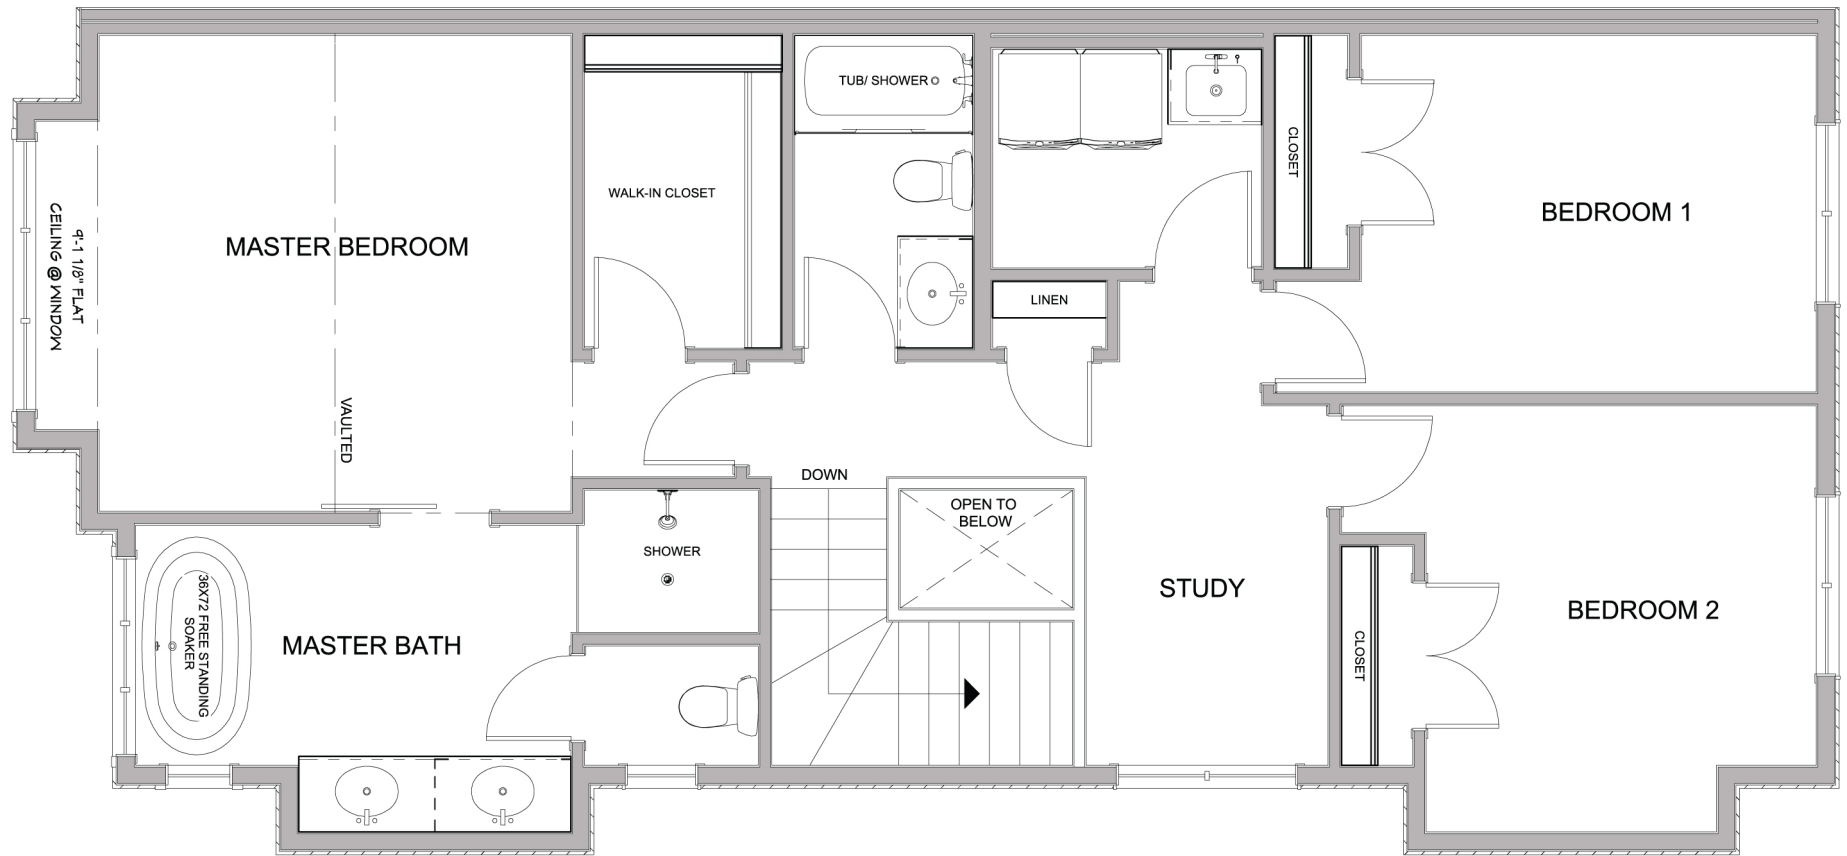 TUB/ SHOWER
CLOSET
WALK-IN CLOSET
BEDROOM 1
MASTER BEDROOM
9'-1 1/8" FLAT
CEILING @ WINDOW
LINEN
VAULTED
DOWN
OPEN TO
BELOW
SHOWER
STUDY
BEDROOM 2
36X72 FREE STANDING
SOAKER
MASTER BATH
CLOSET